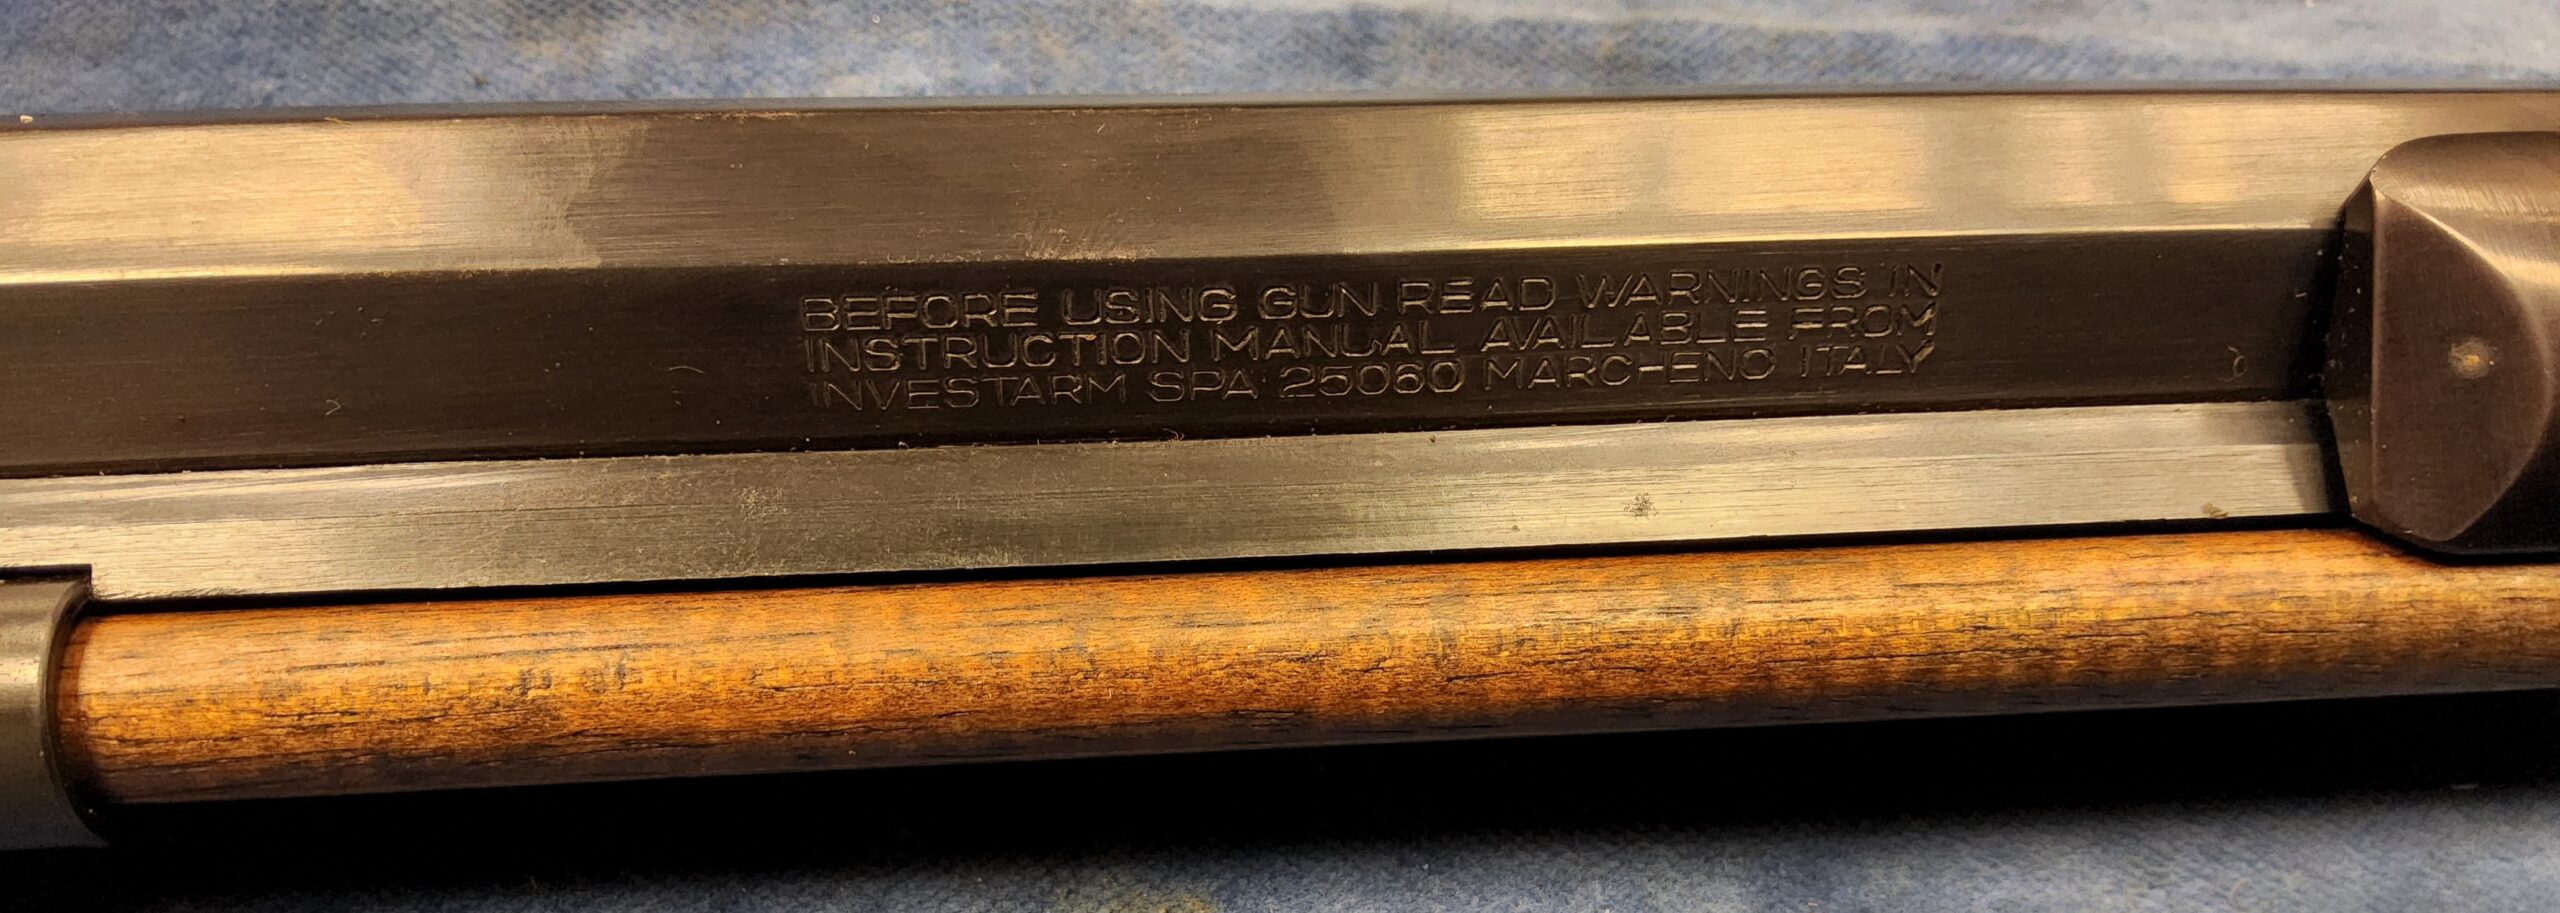 BEFORE USING GUN READ WARNINGS IN
INSTRUCTION MANUAL AVAILABLE FROM
INVESTARM SPA 25060 MARCHENO ITALY